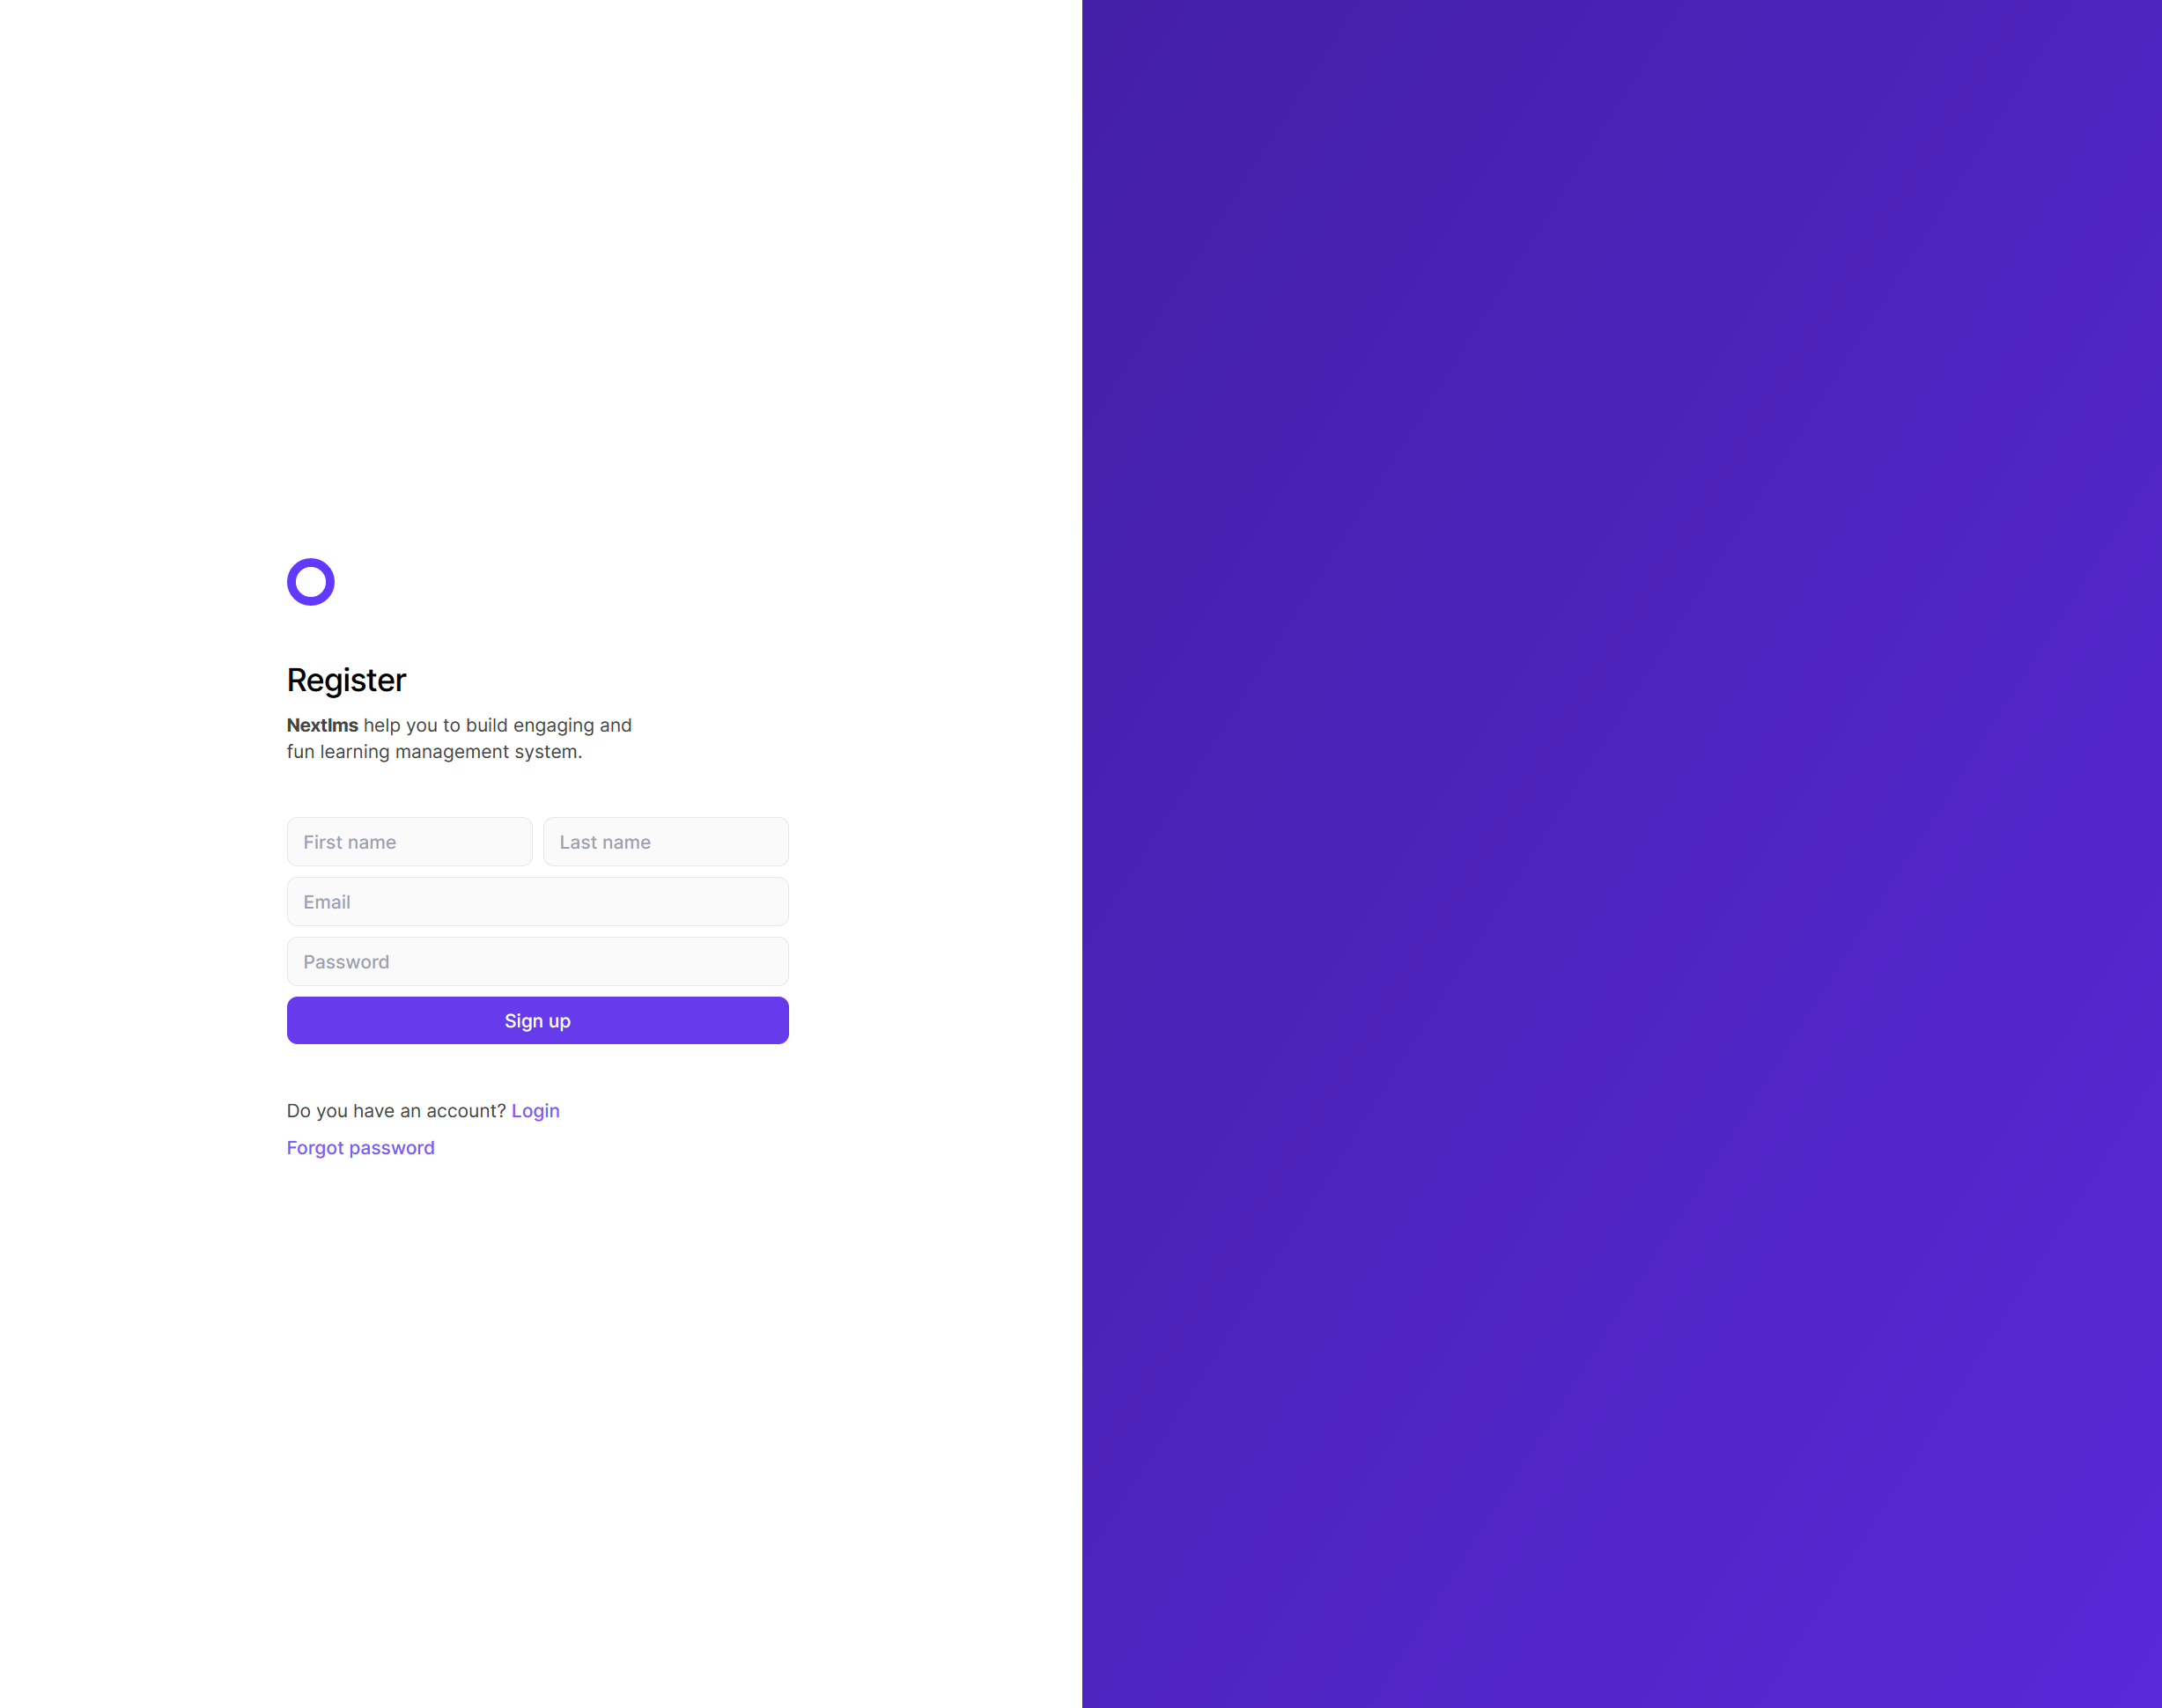 Register
Nextlms help you to build engaging and
fun learning management system.
First name
Last name
Email
Password
Sign up
Do you have an account? Login
Forgot password